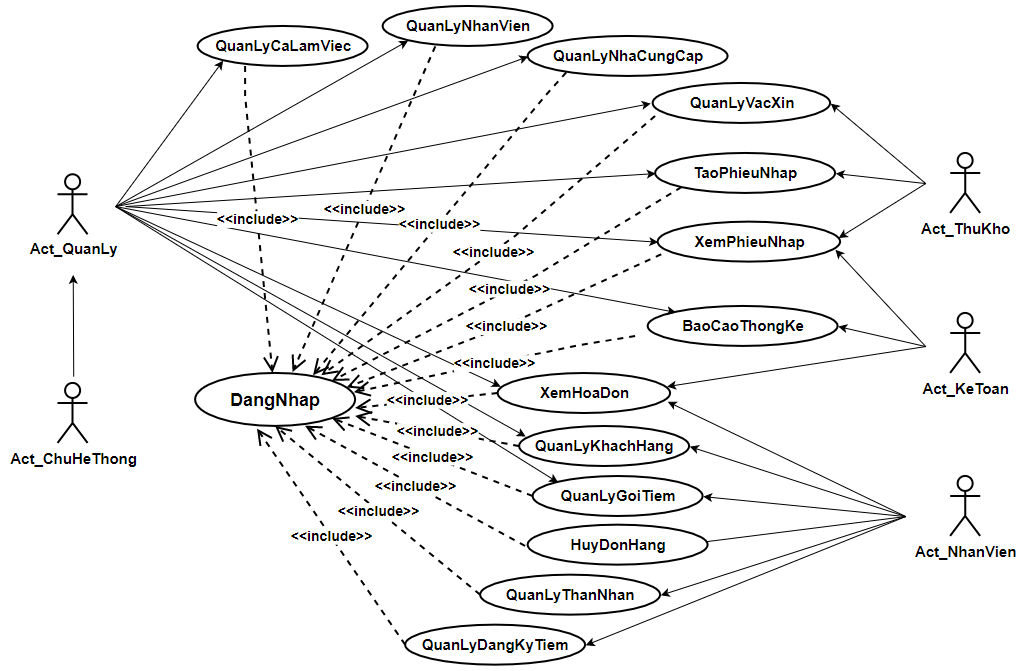 QuanLyNhanVien
QuanLyCaLamViec
QuanLyNhaCungCap
QuanLyVacXin
TaoPhieuNhap
Act_ThuKho
<<include>>
<<include>>
<<include>>
XemPhieuNhap
Act_QuanLy
<<include>>
<<include>>
<<include>>
BaoCaoThongKe
<<include>>
Act_KeToan
XemHoaDon
DangNhap
<<include>>
<<include>>
QuanLyKhachHang
Act_ChuHeThong
<<include>>
<<include>>
QuanLyGoiTiem
<<include>>
<<include>>
HuyDonHang
Act_NhanVien
QuanLyThanNhan
QuanLyDangKyTiem